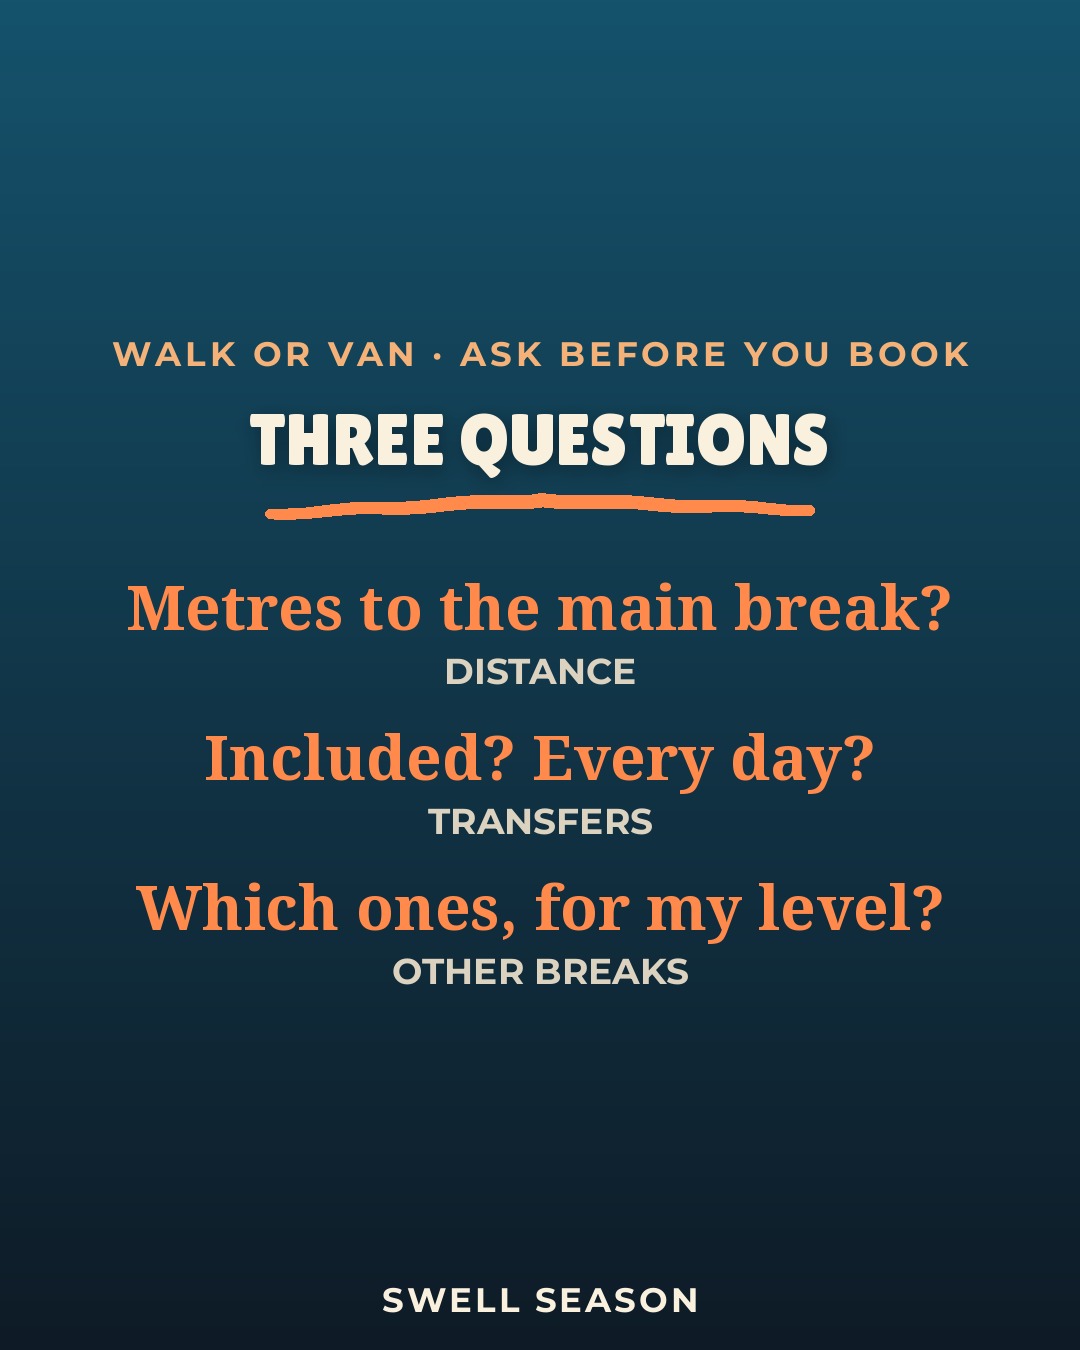 WALK OR VAN · ASK BEFORE YOU BOOK
THREE QUESTIONS
Metres to the main break?
DISTANCE
Included? Every day?
TRANSFERS
Which ones, for my level?
OTHER BREAKS
SWELL SEASON